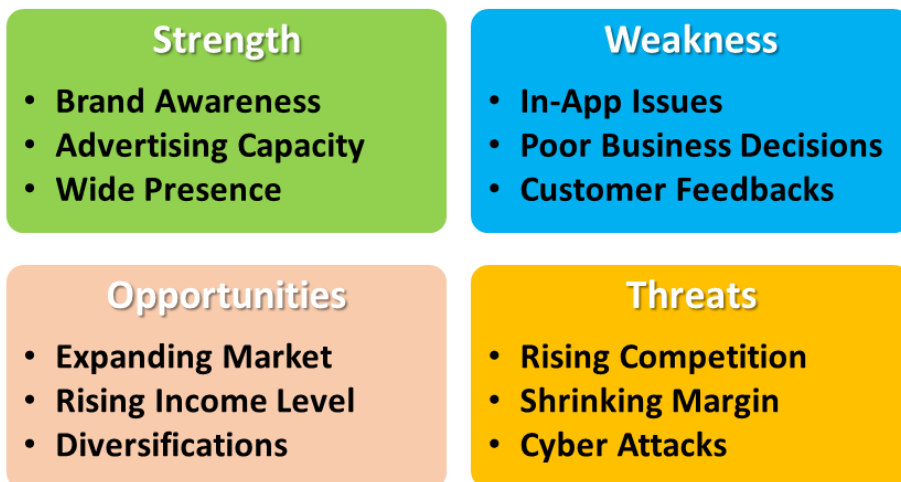 Strength
• Brand Awareness
• Advertising Capacity
• Wide Presence
Weakness
• In-App Issues
• Poor Business Decisions
• Customer Feedbacks
Opportunities
• Expanding Market
• Rising Income Level
• Diversifications
Threats
• Rising Competition
• Shrinking Margin
• Cyber Attacks